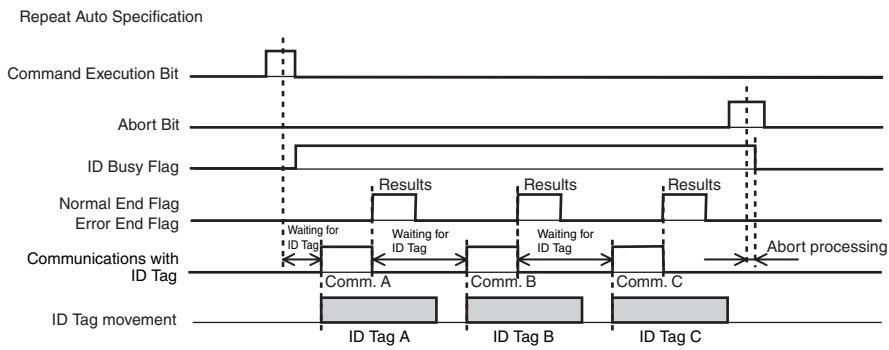 Repeat Auto Specification
Command Execution Bit
Abort Bit
ID Busy Flag
Normal End Flag
Error End Flag
Results
Results
Results
Waiting for
ID Tag
Waiting for
ID Tag
Waiting for
ID Tag
Abort processing
Communications with
ID Tag
Comm. A
Comm. B
Comm. C
ID Tag movement
ID Tag A
ID Tag B
ID Tag C